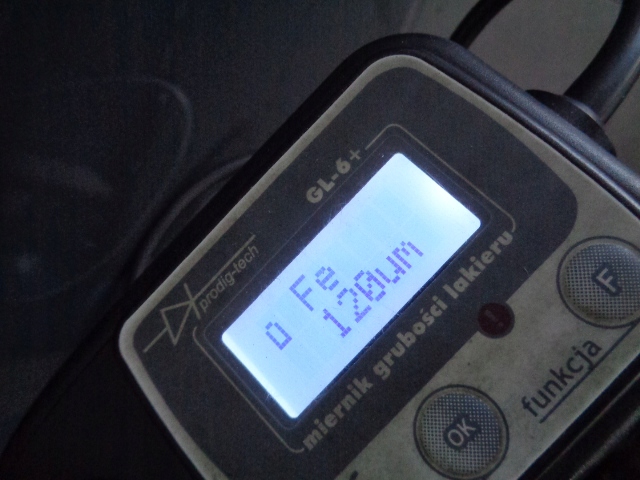 GL-6+
prodig-tech
Fe
120um
miernik grubości lakieru
F
funkcja
OK